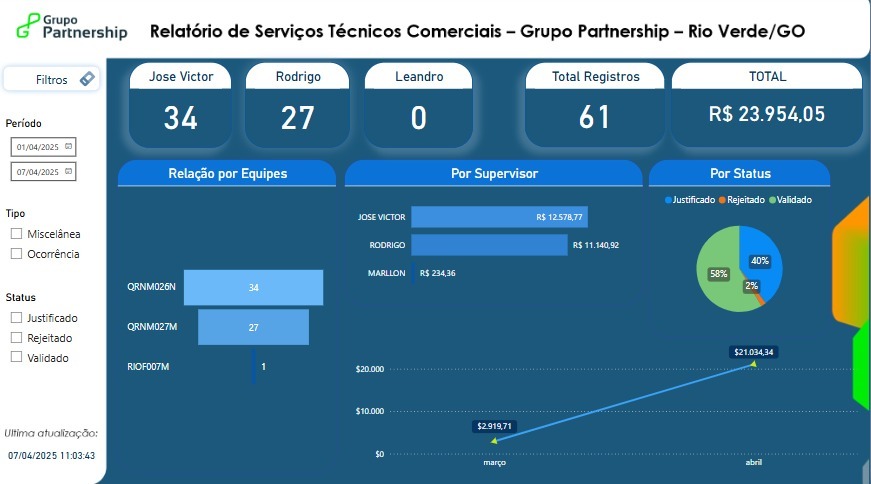 Grupo
Partnership
Relatório de Serviços Técnicos Comerciais – Grupo Partnership – Rio Verde/GO
Filtros
Jose Victor
34
Rodrigo
27
Leandro
0
Total Registros
61
TOTAL
R$ 23.954,05
Período
01/04/2025
07/04/2025
Tipo
Miscelânea
Ocorrência
Status
Justificado
Rejeitado
Validado
Ultima atualização:
07/04/2025 11:03:43
Relação por Equipes
QRNM026N 34
QRNM027M 27
RIOF007M 1
Por Supervisor
JOSE VICTOR R$ 12.578,77
RODRIGO R$ 11.140,92
MARLLON R$ 234,36
Por Status
Justificado Rejeitado Validado
40%
58%
2%
$21.034,34
$20.000
$10.000
$2.919,71
$0
março abril